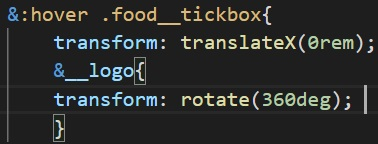 &:hover .food__tickbox{
transform: translateX(0rem);
&__logo{
transform: rotate(360deg);
}